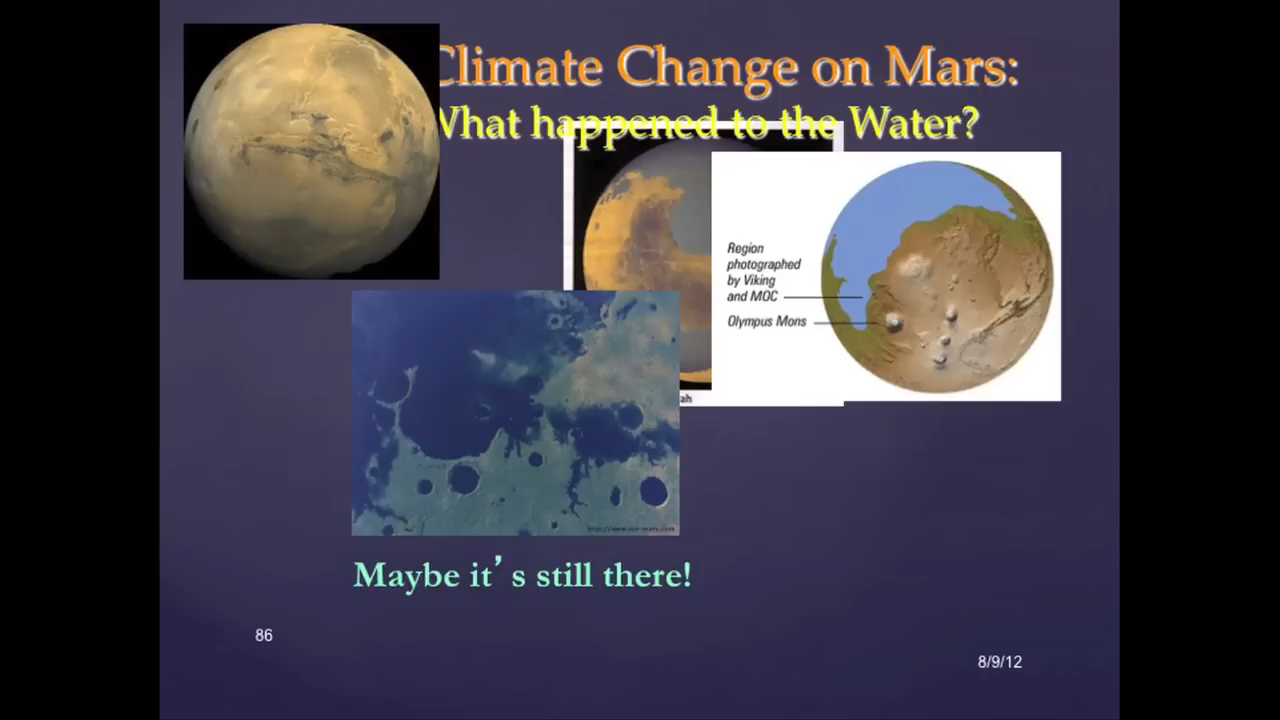 Climate Change on Mars:
What happened to the Water?
Region
photographed
by Viking
and MOC
Olympus Mons
ah
Maybe it’s still there!
86
8/9/12